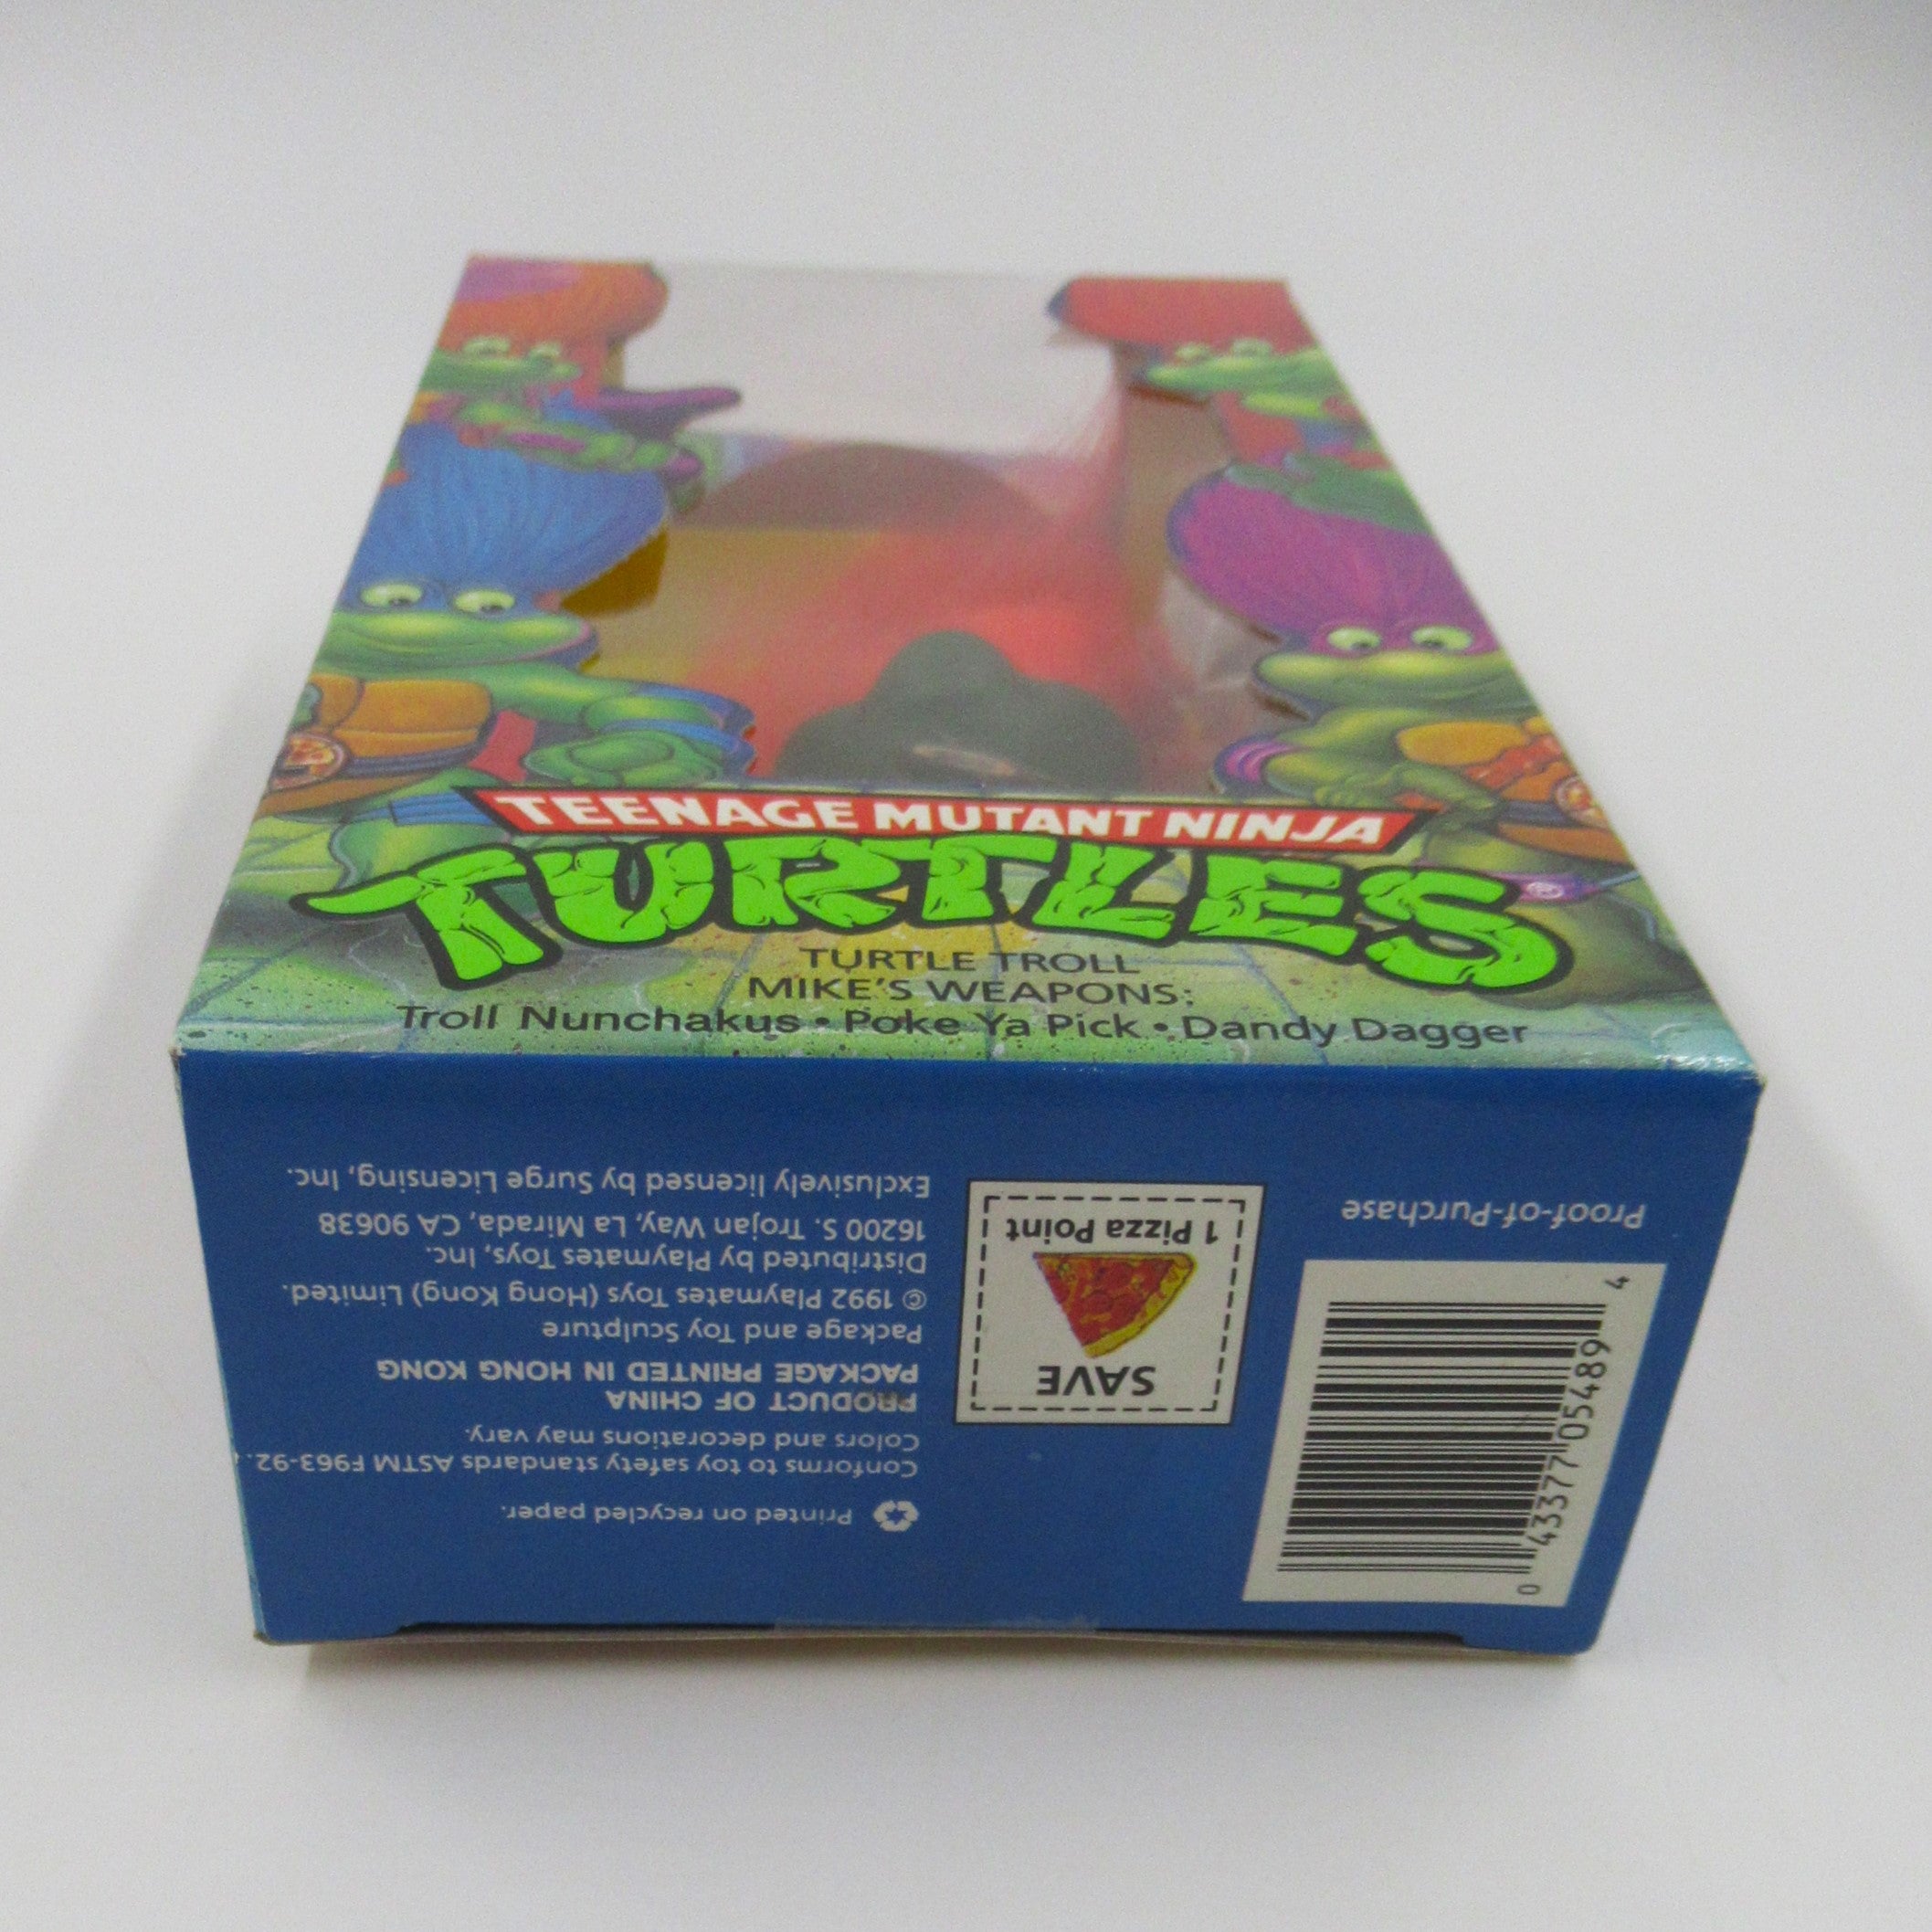 TEENAGE MUTANT NINJA
TURTLES
TURTLE TROLL
MIKE'S WEAPONS:
Troll Nunchakus • Poke Ya Pick • Dandy Dagger
Printed on recycled paper.
Conforms to toy safety standards ASTM F963-92.
Colors and decorations may vary.
PRODUCT OF CHINA
PACKAGE PRINTED IN HONG KONG
Package and Toy Sculpture
© 1992 Playmates Toys (Hong Kong) Limited.
Distributed by Playmates Toys, Inc.
16200 S. Trojan Way, La Mirada, CA 90638
Exclusively licensed by Surge Licensing, Inc.
SAVE
1 Pizza Point
0 43377 05489 4
Proof-of-Purchase